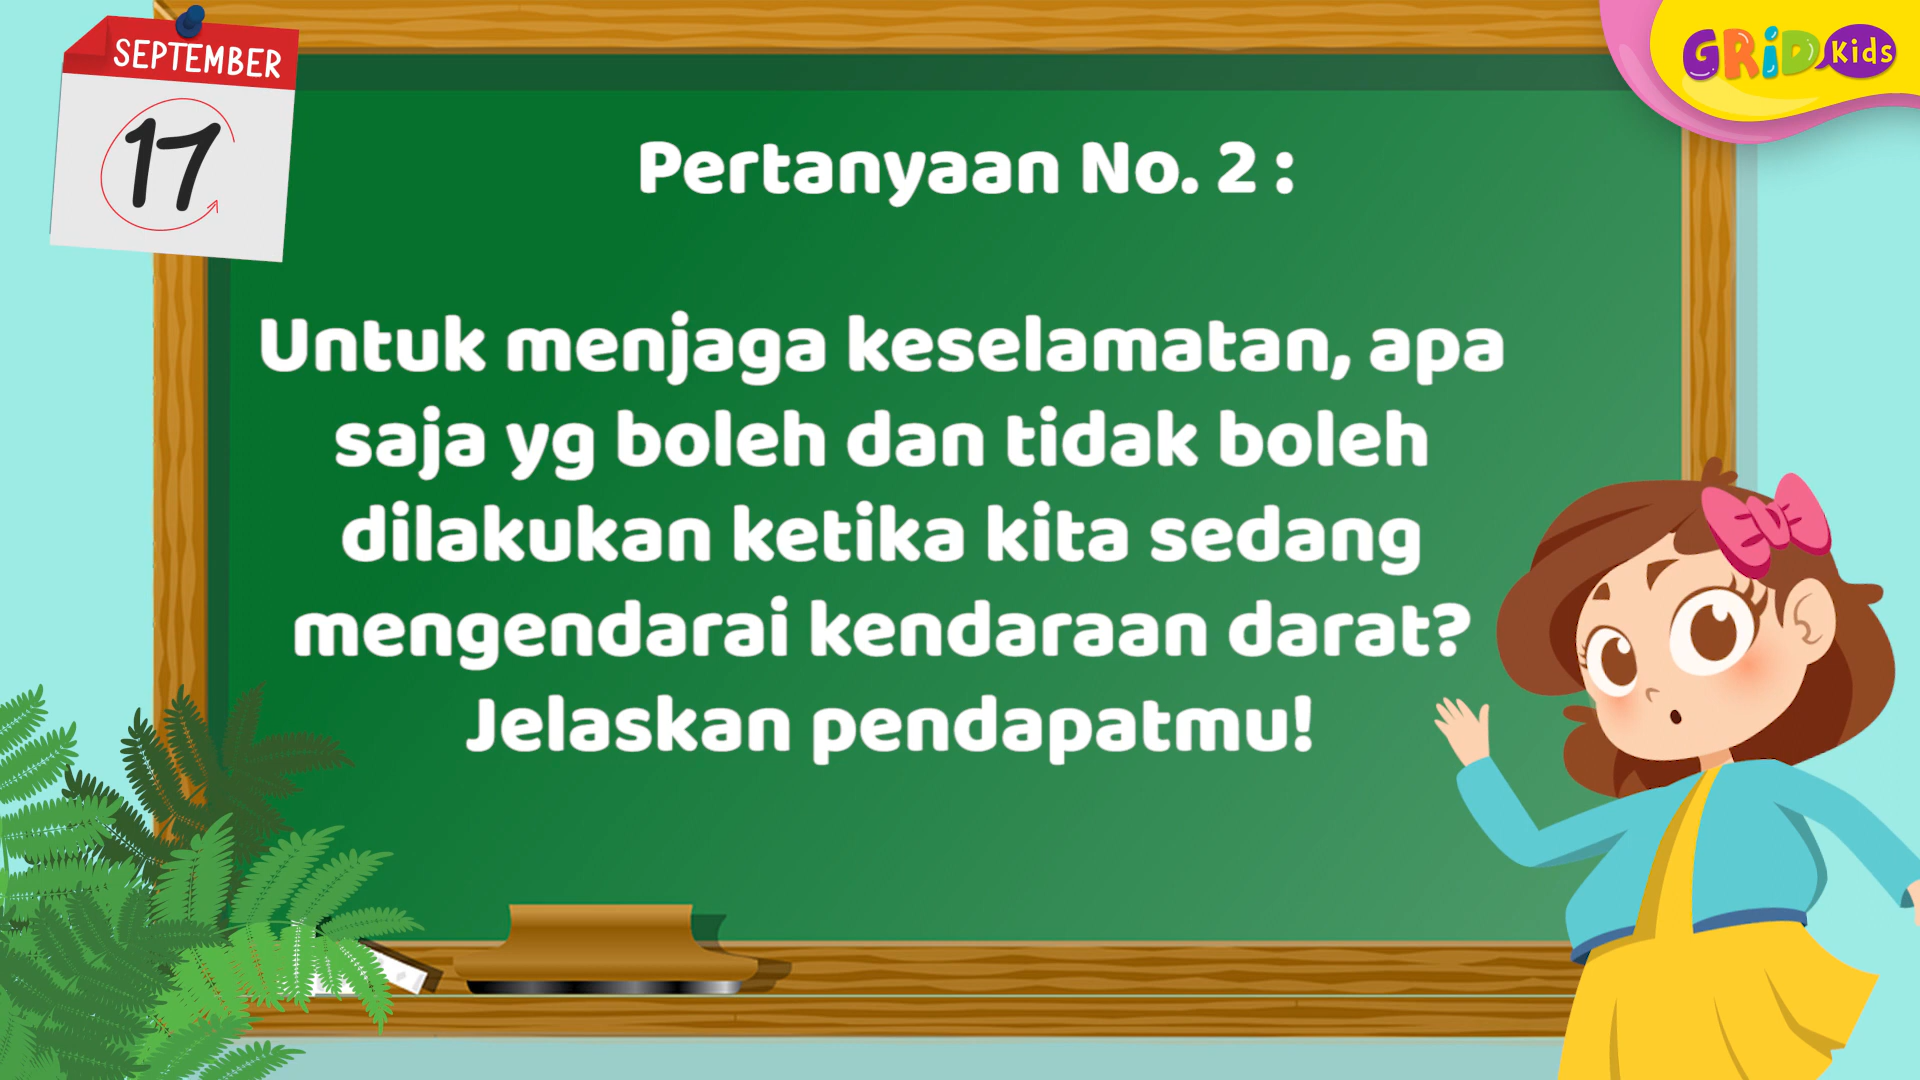 SEPTEMBER
17
GRiD Kids
Pertanyaan No. 2 :
Untuk menjaga keselamatan, apa
saja yg boleh dan tidak boleh
dilakukan ketika kita sedang
mengendarai kendaraan darat?
Jelaskan pendapatmu!